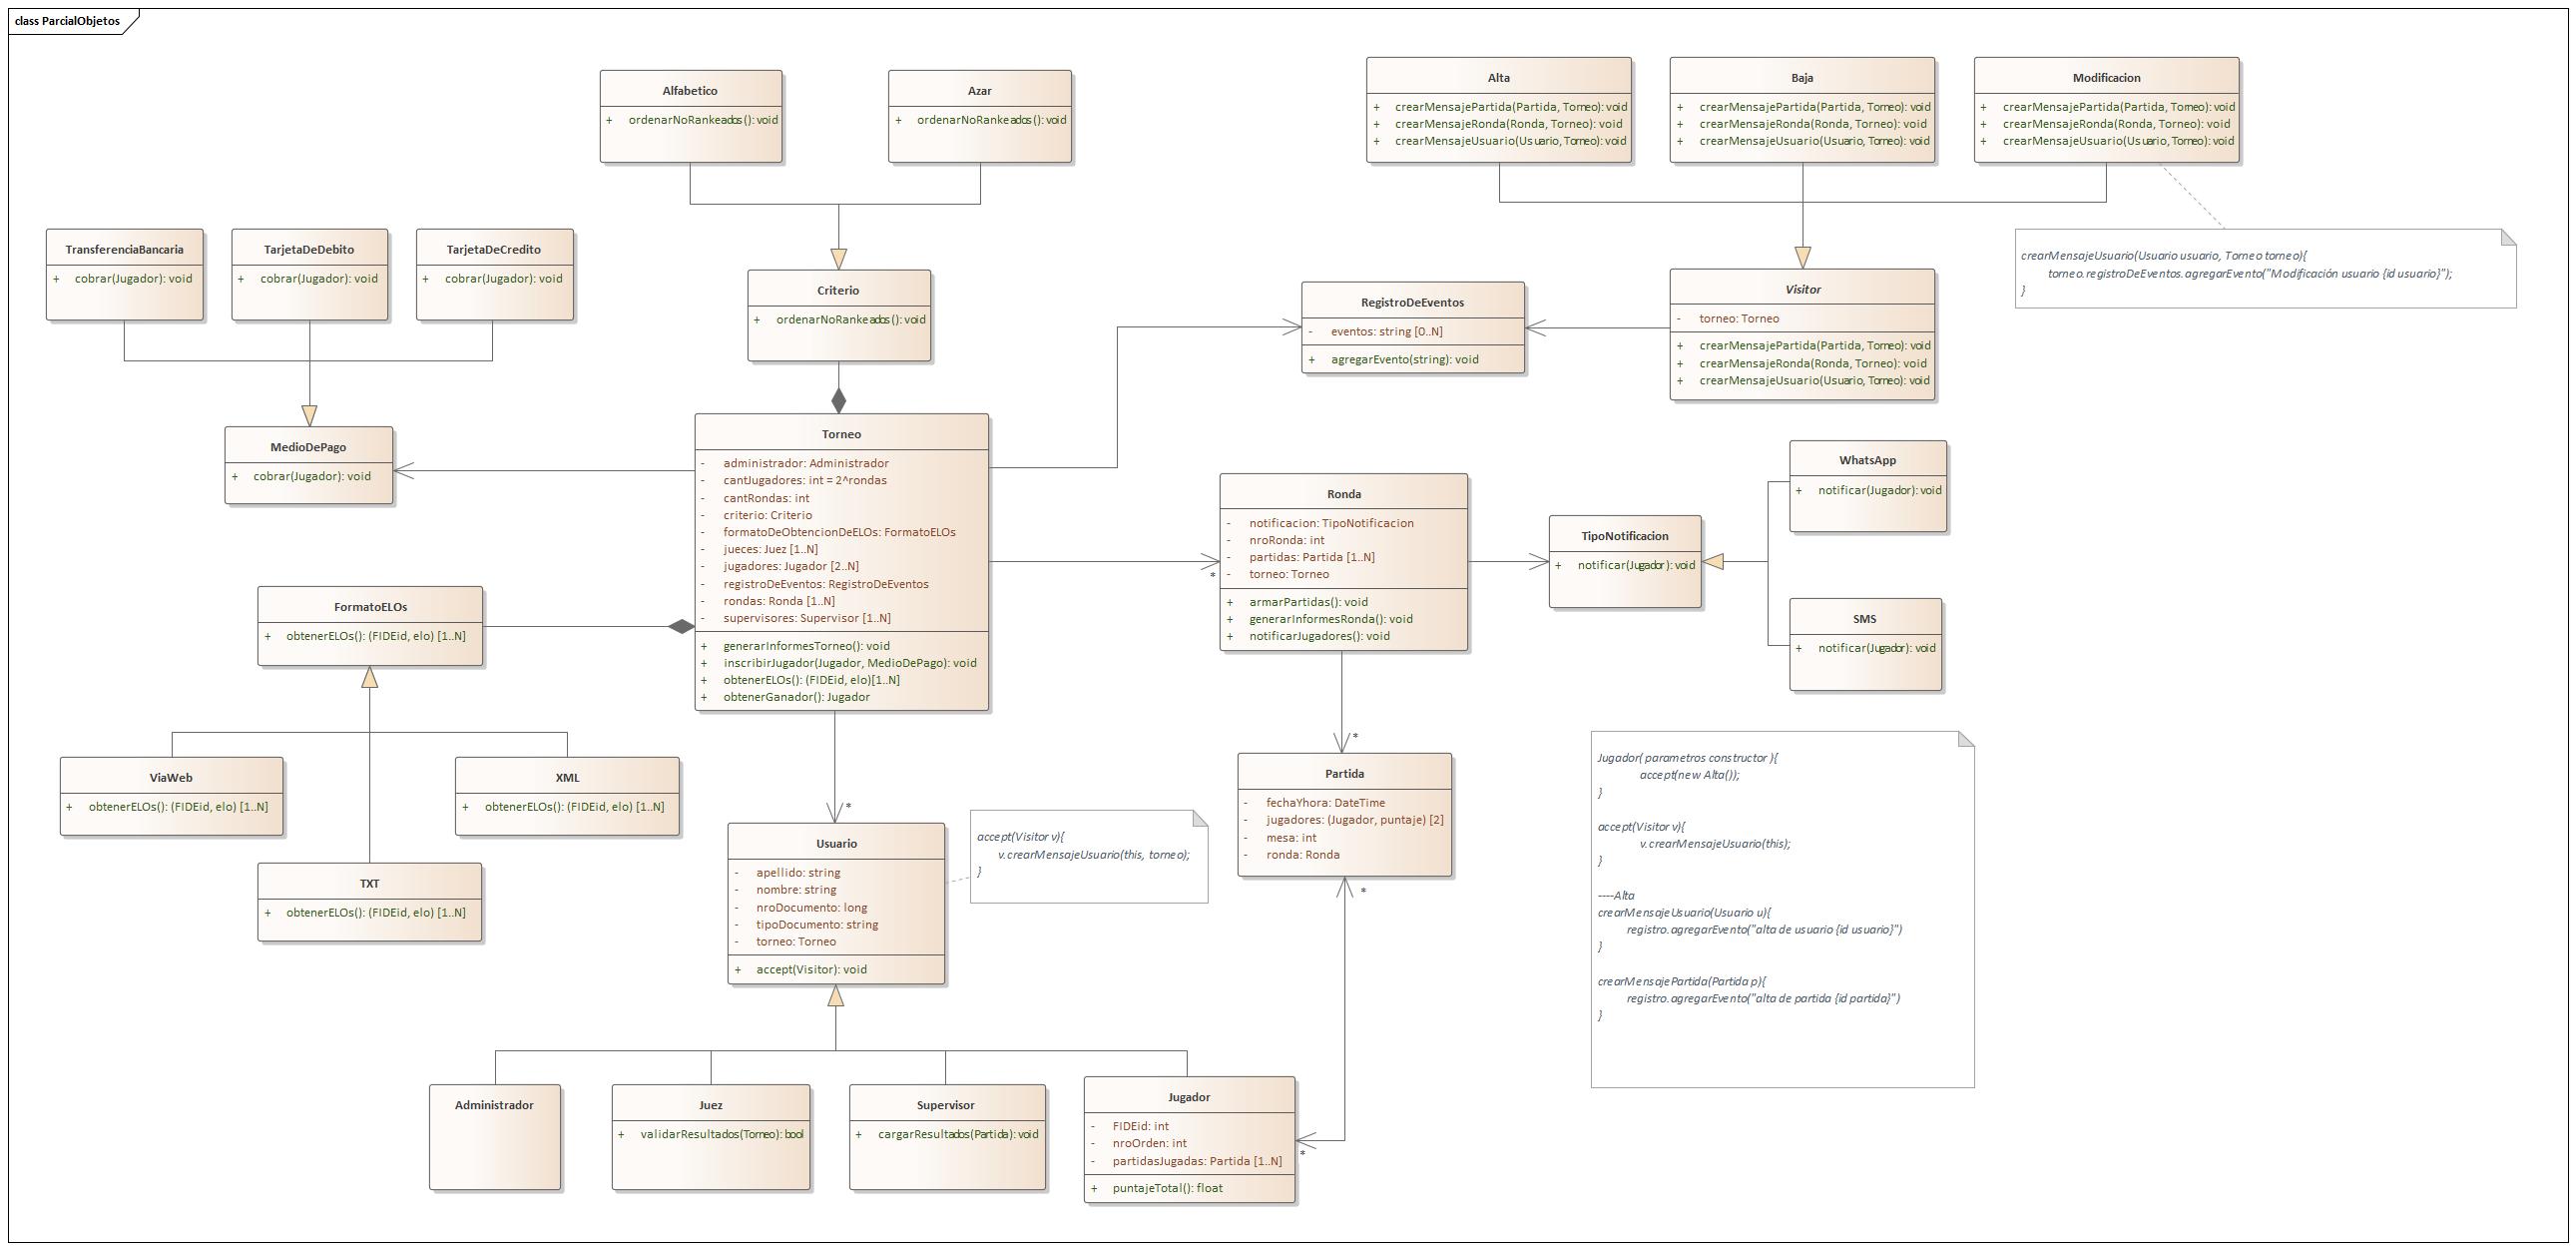 class ParcialObjetos
Alfabetico
+ ordenarNoRankeados(): void
Azar
+ ordenarNoRankeados(): void
Alta
+ crearMensajePartida(Partida, Torneo): void
+ crearMensajeRonda(Ronda, Torneo): void
+ crearMensajeUsuario(Usuario, Torneo): void
Baja
+ crearMensajePartida(Partida, Torneo): void
+ crearMensajeRonda(Ronda, Torneo): void
+ crearMensajeUsuario(Usuario, Torneo): void
Modificacion
+ crearMensajePartida(Partida, Torneo): void
+ crearMensajeRonda(Ronda, Torneo): void
+ crearMensajeUsuario(Usuario, Torneo): void
TransferenciaBancaria
+ cobrar(Jugador): void
TarjetaDeDebito
+ cobrar(Jugador): void
TarjetaDeCredito
+ cobrar(Jugador): void
Criterio
+ ordenarNoRankeados(): void
RegistroDeEventos
- eventos: string [0..N]
+ agregarEvento(string): void
Visitor
- torneo: Torneo
+ crearMensajePartida(Partida, Torneo): void
+ crearMensajeRonda(Ronda, Torneo): void
+ crearMensajeUsuario(Usuario, Torneo): void
crearMensajeUsuario(Usuario usuario, Torneo torneo){
torneo.registroDeEventos.agregarEvento("Modificación usuario {id usuario}");
}
MedioDePago
+ cobrar(Jugador): void
Torneo
- administrador: Administrador
- cantJugadores: int = 2^rondas
- cantRondas: int
- criterio: Criterio
- formatoDeObtencionDeELOs: FormatoELOs
- jueces: Juez [1..N]
- jugadores: Jugador [2..N]
- registroDeEventos: RegistroDeEventos
- rondas: Ronda [1..N]
- supervisores: Supervisor [1..N]
+ generarInformesTorneo(): void
+ inscribirJugador(Jugador, MedioDePago): void
+ obtenerELOs(): (FIDEid, elo)[1..N]
+ obtenerGanador(): Jugador
*
Ronda
- notificacion: TipoNotificacion
- nroRonda: int
- partidas: Partida [1..N]
- torneo: Torneo
+ armarPartidas(): void
+ generarInformesRonda(): void
+ notificarJugadores(): void
TipoNotificacion
+ notificar(Jugador): void
WhatsApp
+ notificar(Jugador): void
SMS
+ notificar(Jugador): void
FormatoELOs
+ obtenerELOs(): (FIDEid, elo) [1..N]
ViaWeb
+ obtenerELOs(): (FIDEid, elo) [1..N]
XML
+ obtenerELOs(): (FIDEid, elo) [1..N]
TXT
+ obtenerELOs(): (FIDEid, elo) [1..N]
*
Usuario
- apellido: string
- nombre: string
- nroDocumento: long
- tipoDocumento: string
- torneo: Torneo
+ accept(Visitor): void
accept(Visitor v){
v.crearMensajeUsuario(this, torneo);
}
*
Partida
- fechaYhora: DateTime
- jugadores: (Jugador, puntaje) [2]
- mesa: int
- ronda: Ronda
*
Jugador( parametros constructor ){
accept(new Alta());
}
accept(Visitor v){
v.crearMensajeUsuario(this);
}
----Alta
crearMensajeUsuario(Usuario u){
registro.agregarEvento("alta de usuario {id usuario}")
}
crearMensajePartida(Partida p){
registro.agregarEvento("alta de partida {id partida}")
}
Administrador
Juez
+ validarResultados(Torneo): bool
Supervisor
+ cargarResultados(Partida): void
Jugador
- FIDEid: int
- nroOrden: int
- partidasJugadas: Partida [1..N]
+ puntajeTotal(): float
*